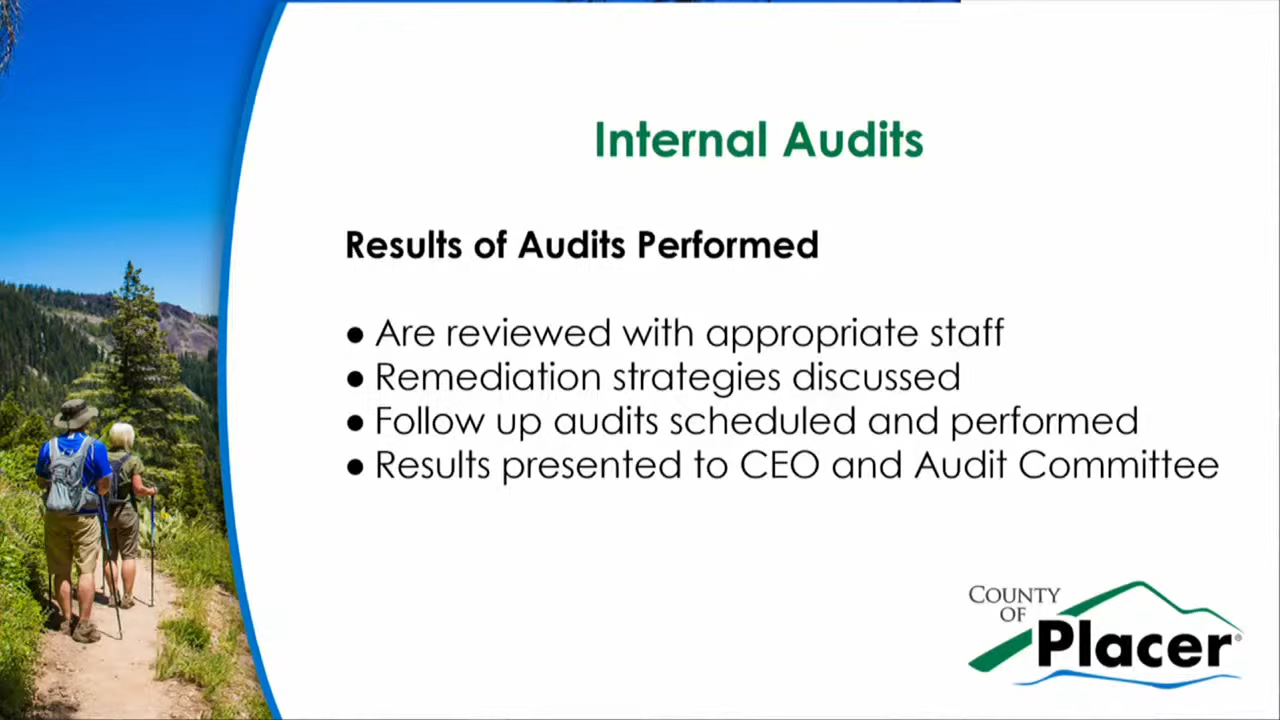 Internal Audits
Results of Audits Performed
● Are reviewed with appropriate staff
● Remediation strategies discussed
● Follow up audits scheduled and performed
● Results presented to CEO and Audit Committee
COUNTY
OF
Placer®